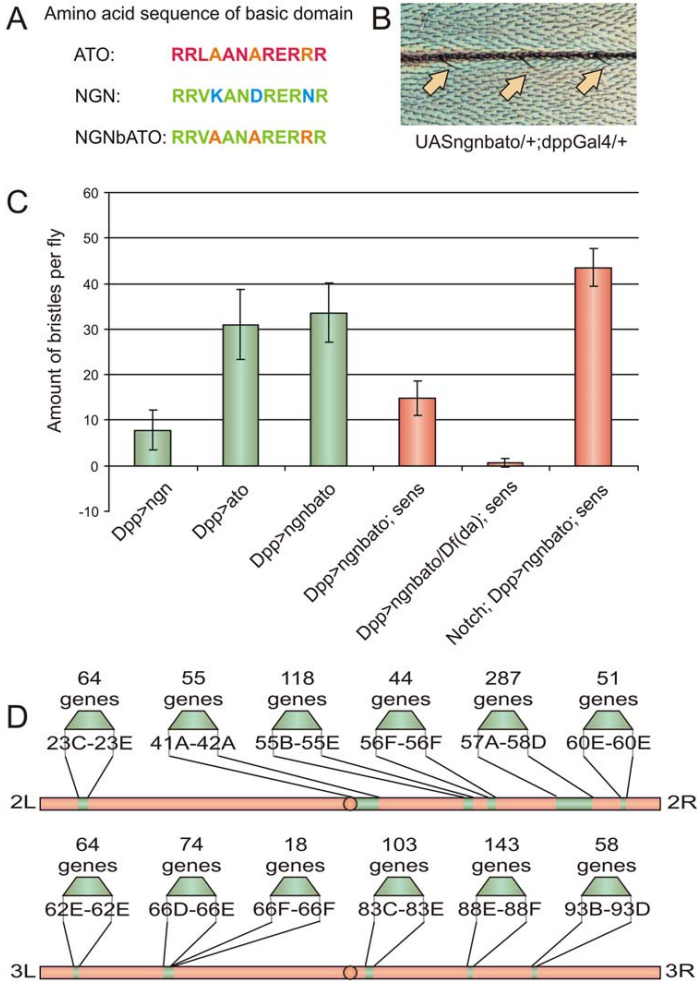 A Amino acid sequence of basic domain
ATO: RRLAANARERRR
NGN: RRVKANDRERNR
NGNbATO: RRVAANARERRR
B
UASngnbato/+;dppGal4/+
C
Amount of bristles per fly
60
50
40
30
20
10
0
-10
Dpp>ngn
Dpp>ato
Dpp>ngnbato
Dpp>ngnbato; sens
Dpp>ngnbato/Df(da); sens
Notch; Dpp>ngnbato; sens
D
64 55 118 44 287 51
genes genes genes genes genes genes
23C-23E 41A-42A 55B-55E 56F-56F 57A-58D 60E-60E
2L 2R
64 74 18 103 143 58
genes genes genes genes genes genes
62E-62E 66D-66E 66F-66F 83C-83E 88E-88F 93B-93D
3L 3R